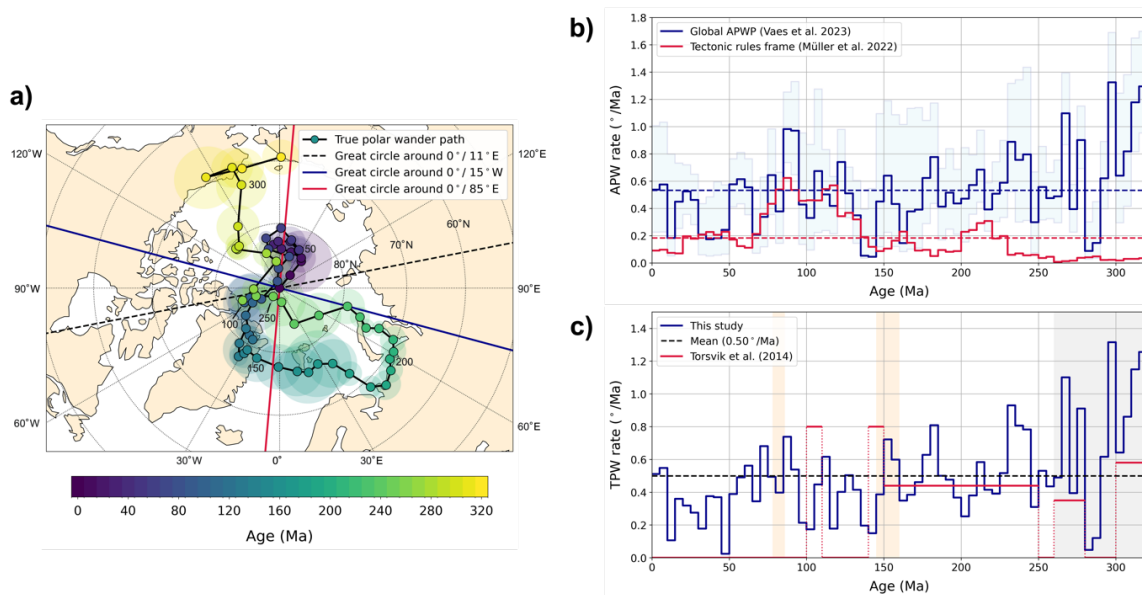 a)
True polar wander path
Great circle around 0°/ 11°E
Great circle around 0°/ 15°W
Great circle around 0°/ 85°E
120°W
120°E
300
60°N
70°N
50
80°N
90°W
90°E
100
250
200
150
60°W
60°E
30°W
0°
30°E
0 40 80 120 160 200 240 280 320
Age (Ma)
b)
Global APWP (Vaes et al. 2023)
Tectonic rules frame (Müller et al. 2022)
APW rate (°/Ma)
1.8
1.6
1.4
1.2
1.0
0.8
0.6
0.4
0.2
0.0
0 50 100 150 200 250 300
Age (Ma)
c)
This study
Mean (0.50°/Ma)
Torsvik et al. (2014)
TPW rate (°/Ma)
1.4
1.2
1.0
0.8
0.6
0.4
0.2
0.0
0 50 100 150 200 250 300
Age (Ma)